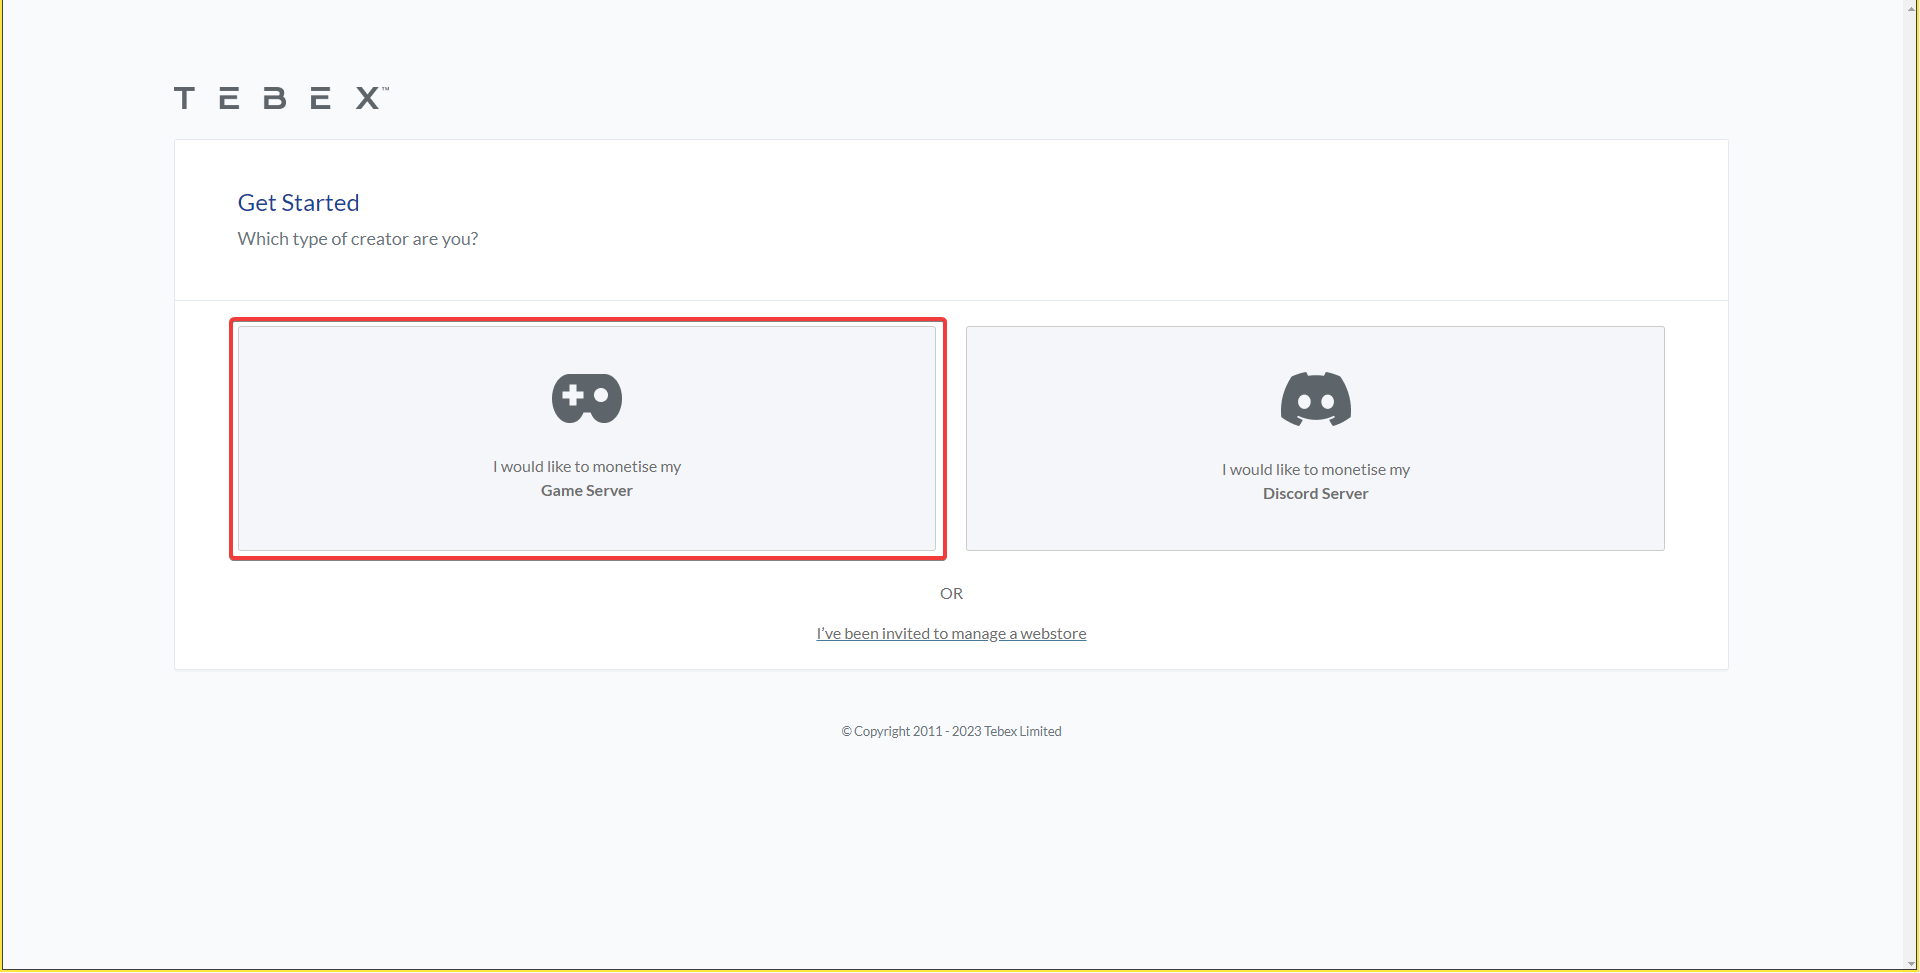 TEBEX™
Get Started
Which type of creator are you?
I would like to monetise my
Game Server
I would like to monetise my
Discord Server
OR
I've been invited to manage a webstore
© Copyright 2011 - 2023 Tebex Limited